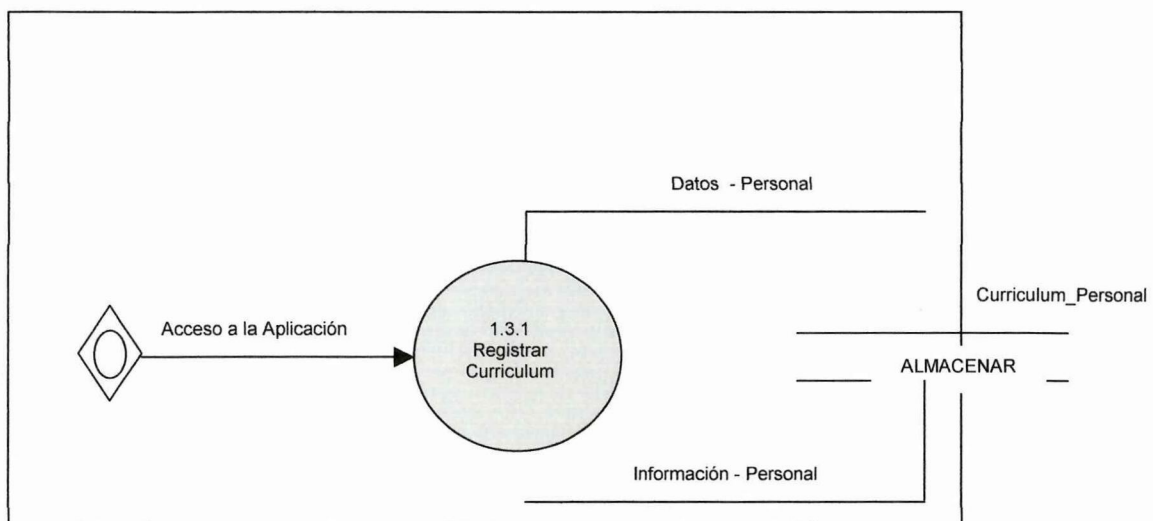 Datos - Personal
Curriculum_Personal
Acceso a la Aplicación
1.3.1
Registrar
Curriculum
ALMACENAR
Información - Personal